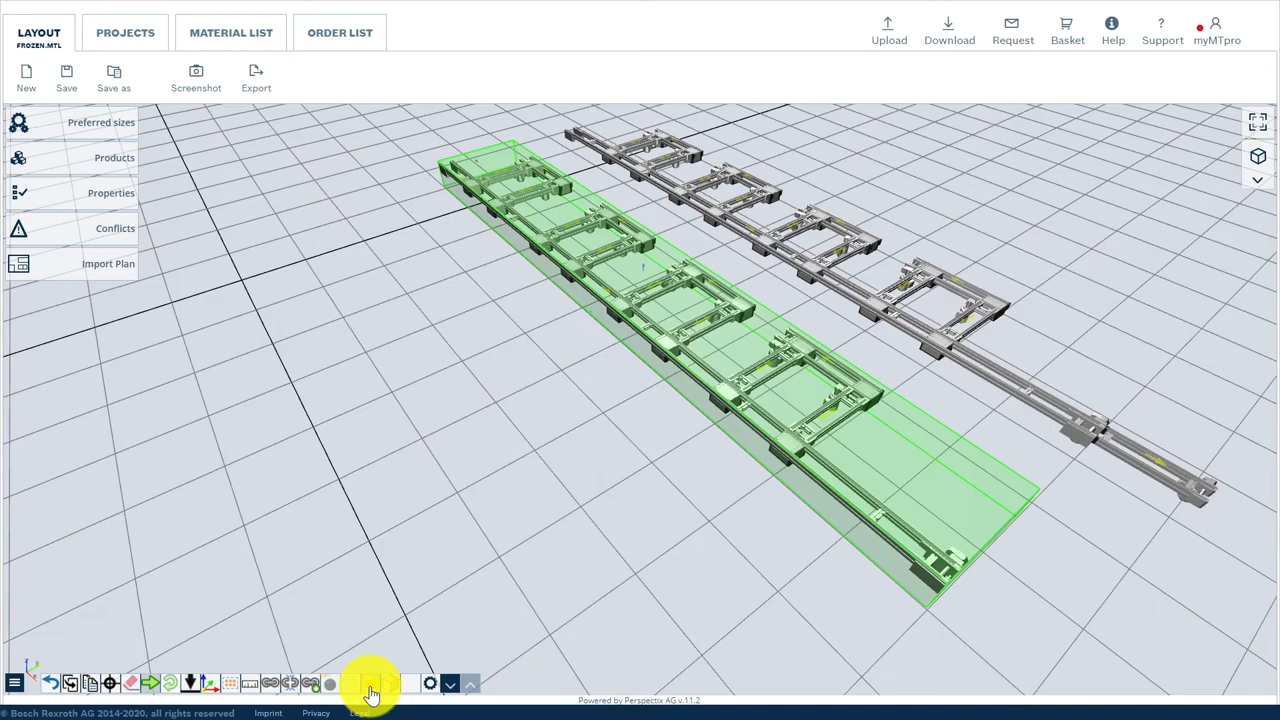 LAYOUT
FROZEN.MTL
PROJECTS
MATERIAL LIST
ORDER LIST
Upload
Download
Request
Basket
Help
Support
myMTpro
New
Save
Save as
Screenshot
Export
Preferred sizes
Products
Properties
Conflicts
Import Plan
Powered by Perspectix AG v.11.2
© Bosch Rexroth AG 2014-2020, all rights reserved
Imprint
Privacy
Legal